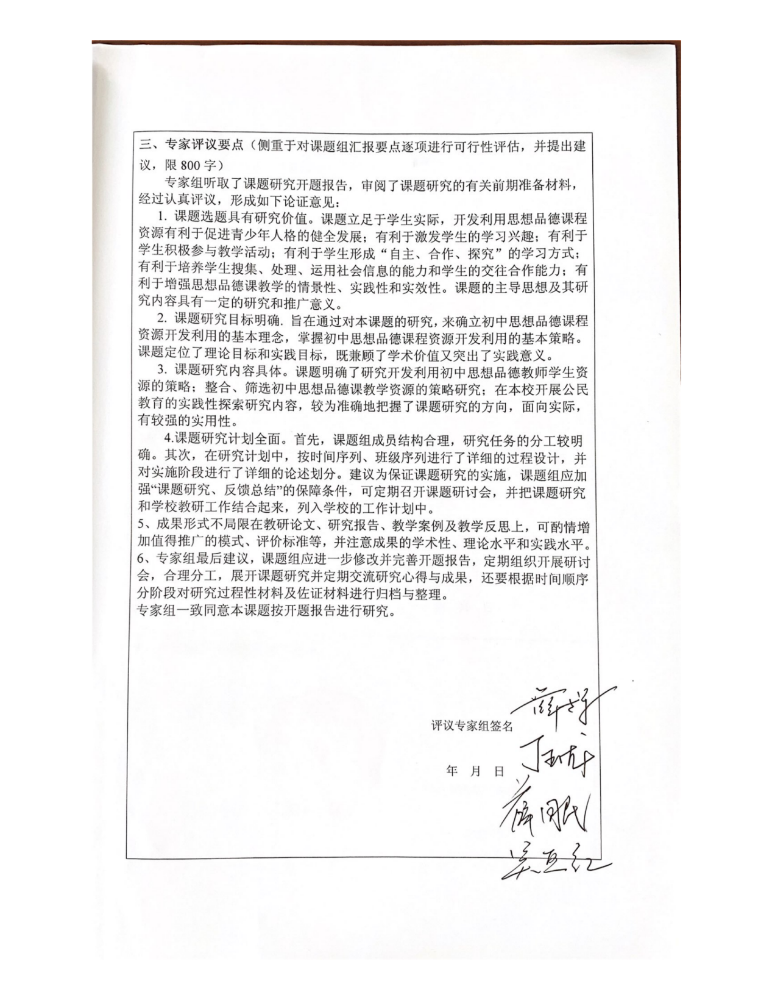 三、专家评议要点（侧重于对课题组汇报要点逐项进行可行性评估，并提出建
议，限 800 字）
专家组听取了课题研究开题报告，审阅了课题研究的有关前期准备材料，
经过认真评议，形成如下论证意见：
1. 课题选题具有研究价值。课题立足于学生实际，开发利用思想品德课程
资源有利于促进青少年人格的健全发展；有利于激发学生的学习兴趣；有利于
学生积极参与教学活动；有利于学生形成“自主、合作、探究”的学习方式；
有利于培养学生搜集、处理、运用社会信息的能力和学生的交往合作能力；有
利于增强思想品德课教学的情景性、实践性和实效性。课题的主导思想及其研
究内容具有一定的研究和推广意义。
2. 课题研究目标明确. 旨在通过对本课题的研究，来确立初中思想品德课程
资源开发利用的基本理念，掌握初中思想品德课程资源开发利用的基本策略。
课题定位了理论目标和实践目标，既兼顾了学术价值又突出了实践意义。
3. 课题研究内容具体。课题明确了研究开发利用初中思想品德教师学生资
源的策略；整合、筛选初中思想品德课教学资源的策略研究；在本校开展公民
教育的实践性探索研究内容，较为准确地把握了课题研究的方向，面向实际，
有较强的实用性。
4.课题研究计划全面。首先，课题组成员结构合理，研究任务的分工较明
确。其次，在研究计划中，按时间序列、班级序列进行了详细的过程设计，并
对实施阶段进行了详细的论述划分。建议为保证课题研究的实施，课题组应加
强“课题研究、反馈总结”的保障条件，可定期召开课题研讨会，并把课题研究
和学校教研工作结合起来，列入学校的工作计划中。
5、成果形式不局限在教研论文、研究报告、教学案例及教学反思上，可酌情增
加值得推广的模式、评价标准等，并注意成果的学术性、理论水平和实践水平。
6、专家组最后建议，课题组应进一步修改并完善开题报告，定期组织开展研讨
会，合理分工，展开课题研究并定期交流研究心得与成果，还要根据时间顺序
分阶段对研究过程性材料及佐证材料进行归档与整理。
专家组一致同意本课题按开题报告进行研究。
评议专家组签名
年 月 日
薛国民
吴亚红